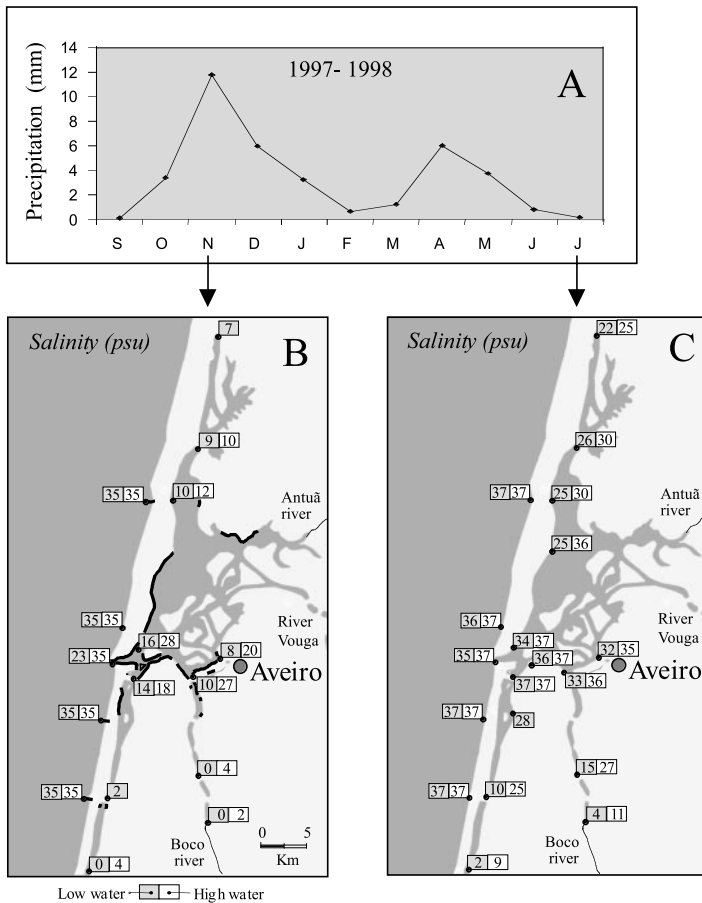 14
12
10
8
6
4
2
0
Precipitation (mm)
1997- 1998
A
S O N D J F M A M J J
Salinity (psu)
B
7
9 10
35 35
10 12
Antuã
river
35 35
16 28
River
Vouga
23 35
8 20
Aveiro
14 18
10 27
35 35
0 4
35 35
2
0 2
0 5
Km
Boco
river
0 4
Low water
High water
Salinity (psu)
C
22 25
26 30
37 37
25 30
Antuã
river
25 36
36 37
34 37
River
Vouga
35 37
36 37
32 35
Aveiro
37 37
33 36
37 37
28
15 27
37 37
10 25
4 11
Boco
river
2 9